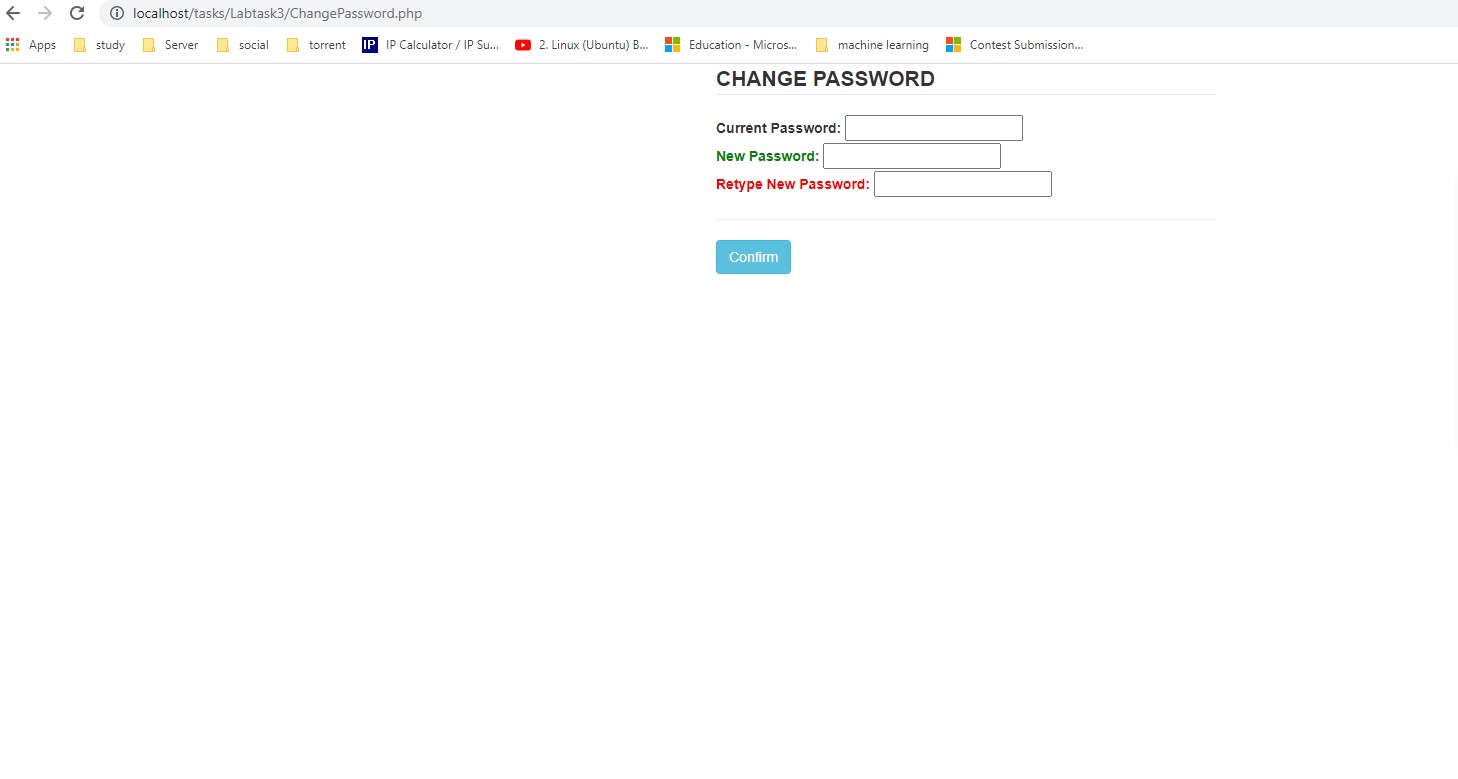 localhost/tasks/Labtask3/ChangePassword.php
Apps study Server social torrent IP IP Calculator / IP Su... 2. Linux (Ubuntu) B... Education - Micros... machine learning Contest Submission...
CHANGE PASSWORD
Current Password:
New Password:
Retype New Password:
Confirm